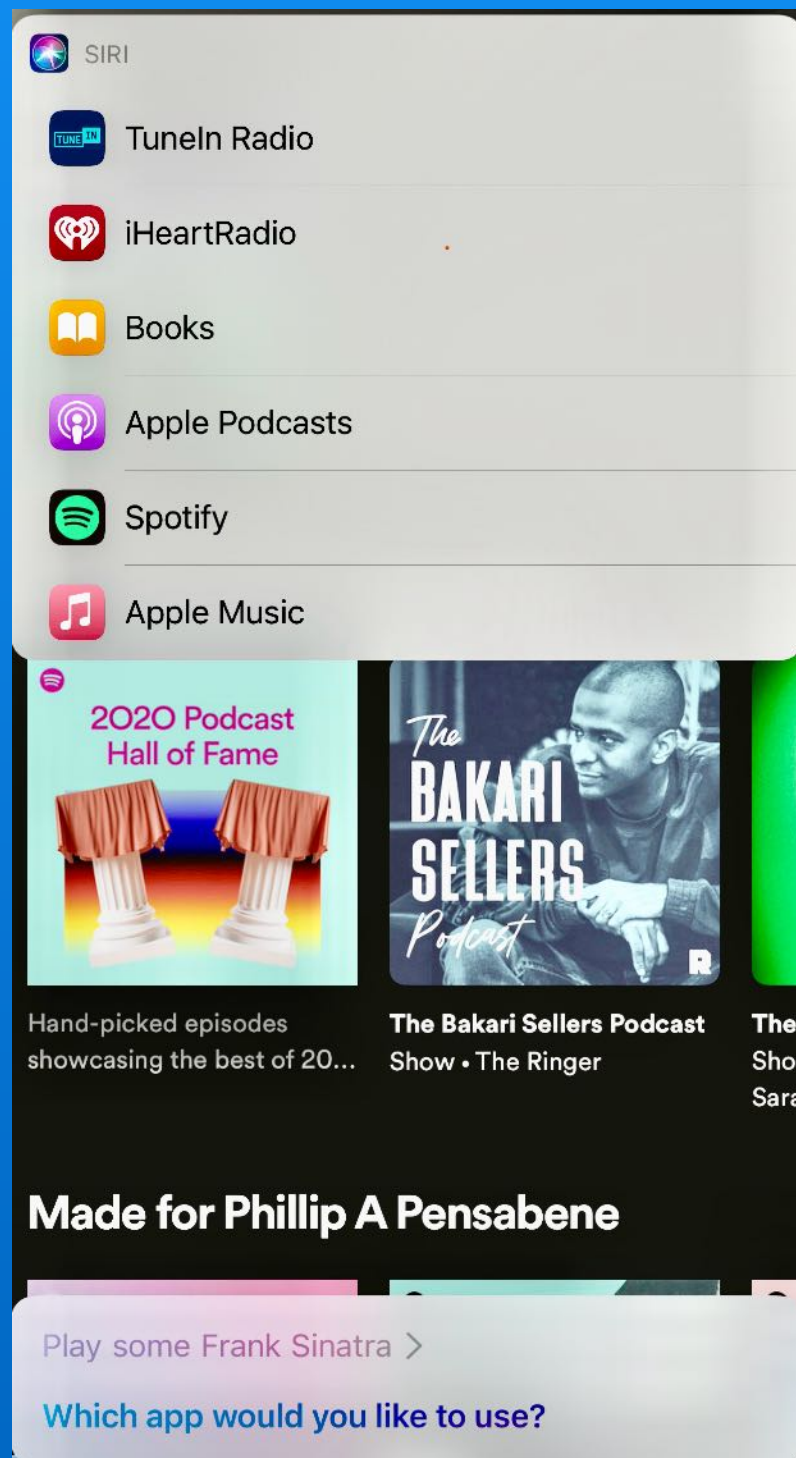 SIRI
TUNE IN
TuneIn Radio
iHeartRadio
Books
Apple Podcasts
Spotify
Apple Music
2020 Podcast
Hall of Fame
The
BAKARI
SELLERS
Podcast
R
Hand-picked episodes
showcasing the best of 20...
The Bakari Sellers Podcast
Show • The Ringer
The
Sho
Sara
Made for Phillip A Pensabene
Play some Frank Sinatra >
Which app would you like to use?